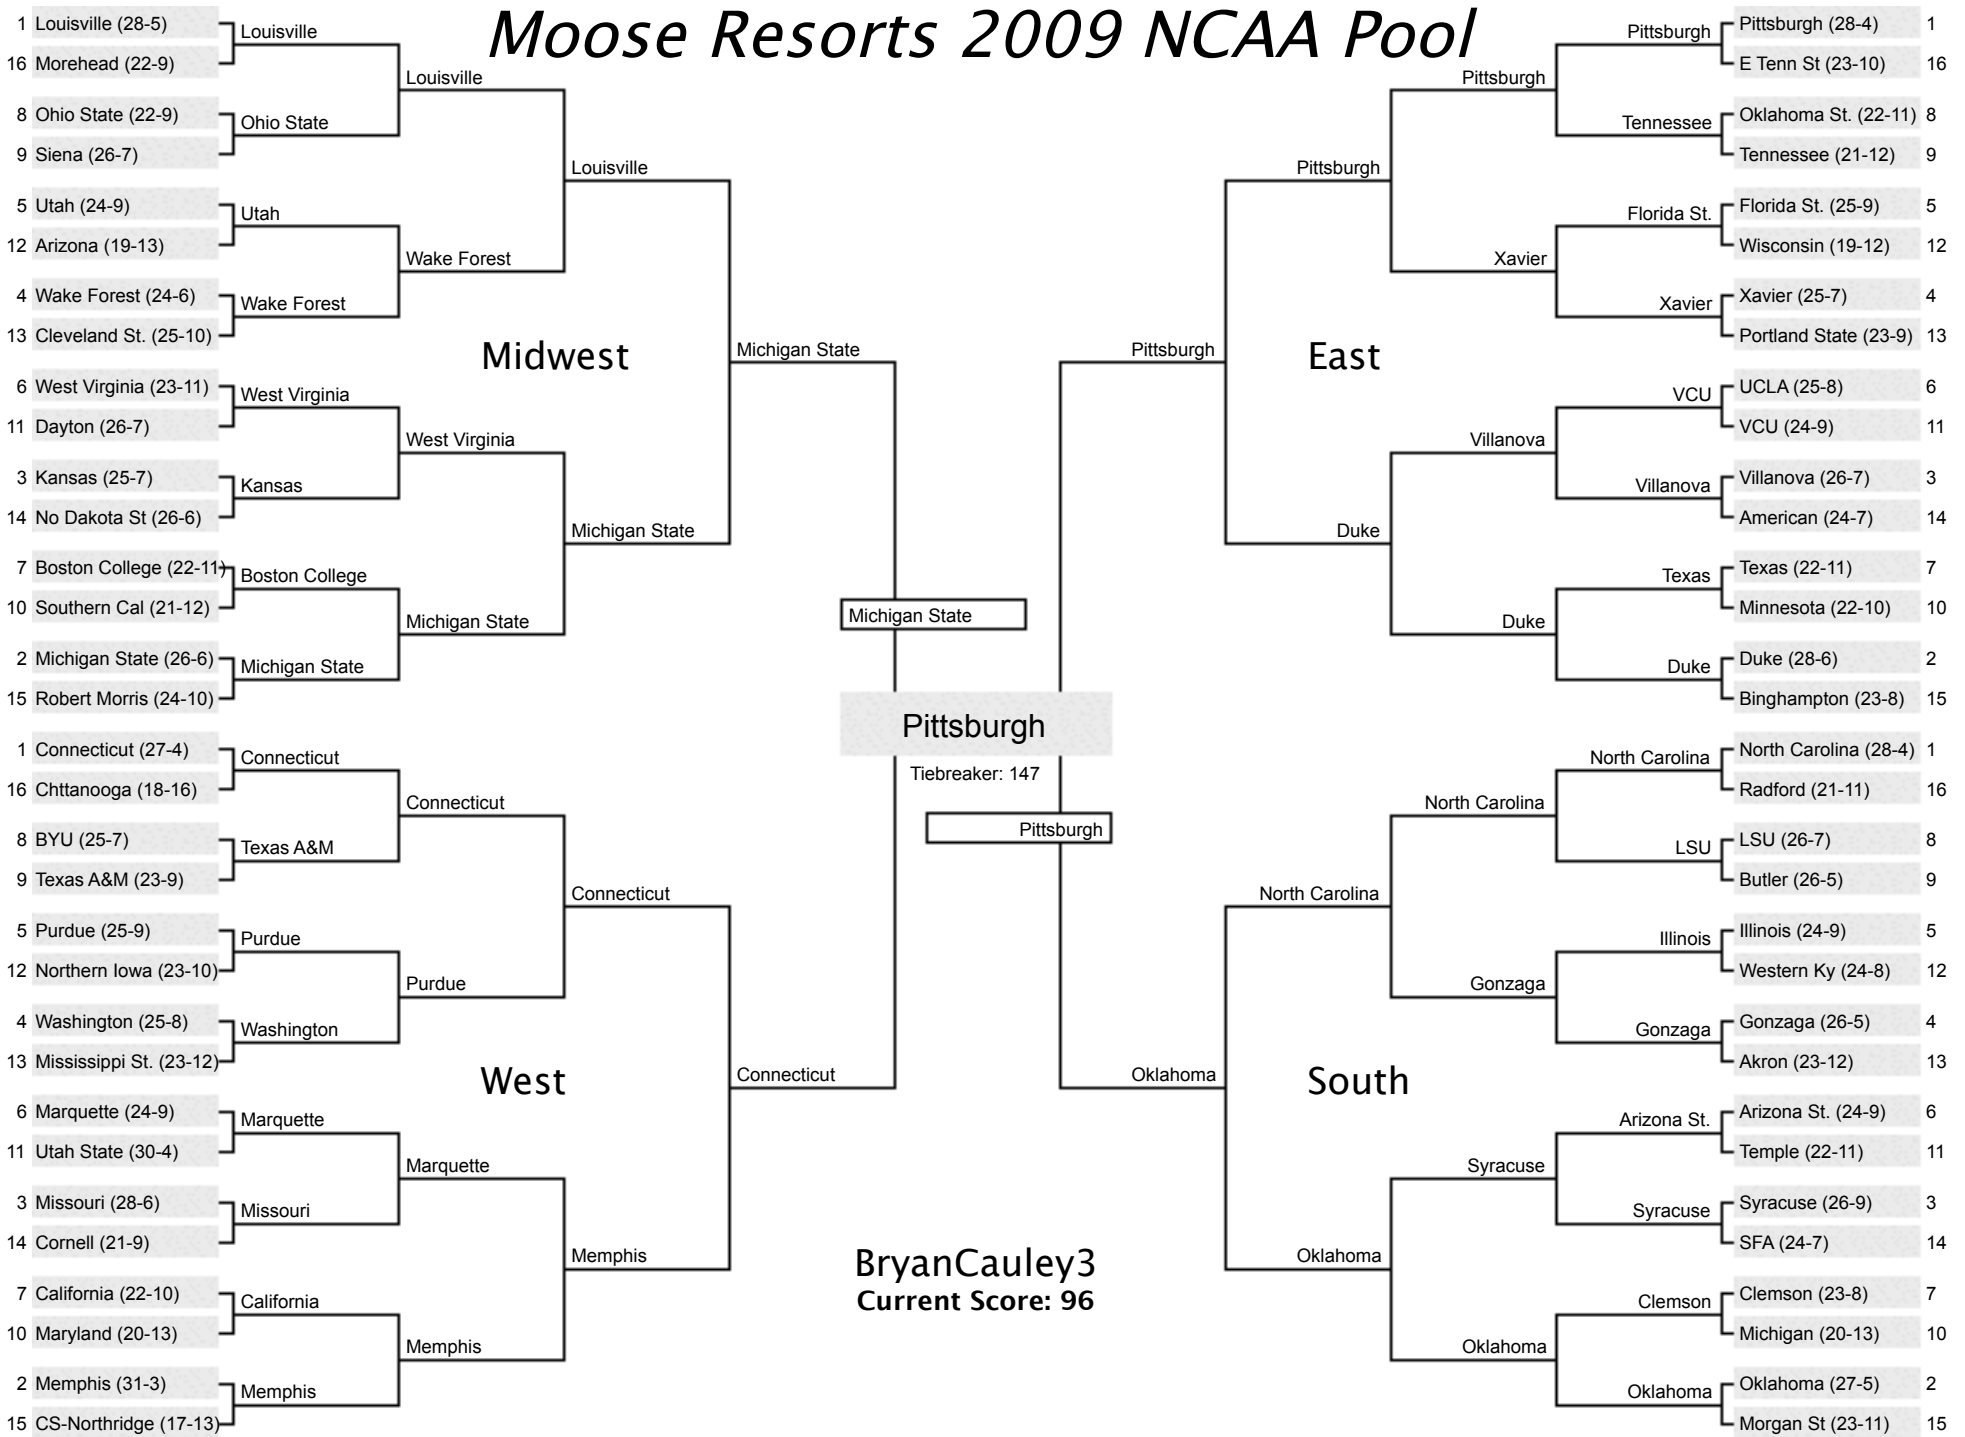 Moose Resorts 2009 NCAA Pool
1 Louisville (28-5)
16 Morehead (22-9)
8 Ohio State (22-9)
9 Siena (26-7)
5 Utah (24-9)
12 Arizona (19-13)
4 Wake Forest (24-6)
13 Cleveland St. (25-10)
6 West Virginia (23-11)
11 Dayton (26-7)
3 Kansas (25-7)
14 No Dakota St (26-6)
7 Boston College (22-11)
10 Southern Cal (21-12)
2 Michigan State (26-6)
15 Robert Morris (24-10)
Louisville
Ohio State
Utah
Wake Forest
West Virginia
Kansas
Boston College
Michigan State
Louisville
Wake Forest
West Virginia
Michigan State
Louisville
Michigan State
Michigan State
Midwest
1 Connecticut (27-4)
16 Chttanooga (18-16)
8 BYU (25-7)
9 Texas A&M (23-9)
5 Purdue (25-9)
12 Northern Iowa (23-10)
4 Washington (25-8)
13 Mississippi St. (23-12)
6 Marquette (24-9)
11 Utah State (30-4)
3 Missouri (28-6)
14 Cornell (21-9)
7 California (22-10)
10 Maryland (20-13)
2 Memphis (31-3)
15 CS-Northridge (17-13)
Connecticut
Texas A&M
Purdue
Washington
Marquette
Missouri
California
Memphis
Connecticut
Purdue
Marquette
Memphis
Connecticut
Memphis
Connecticut
West
Michigan State
Pittsburgh
Tiebreaker: 147
Pittsburgh
BryanCauley3
Current Score: 96
Pittsburgh (28-4) 1
E Tenn St (23-10) 16
Oklahoma St. (22-11) 8
Tennessee (21-12) 9
Florida St. (25-9) 5
Wisconsin (19-12) 12
Xavier (25-7) 4
Portland State (23-9) 13
UCLA (25-8) 6
VCU (24-9) 11
Villanova (26-7) 3
American (24-7) 14
Texas (22-11) 7
Minnesota (22-10) 10
Duke (28-6) 2
Binghampton (23-8) 15
Pittsburgh
Tennessee
Florida St.
Xavier
VCU
Villanova
Texas
Duke
Pittsburgh
Xavier
Villanova
Duke
Pittsburgh
Duke
Pittsburgh
East
North Carolina (28-4) 1
Radford (21-11) 16
LSU (26-7) 8
Butler (26-5) 9
Illinois (24-9) 5
Western Ky (24-8) 12
Gonzaga (26-5) 4
Akron (23-12) 13
Arizona St. (24-9) 6
Temple (22-11) 11
Syracuse (26-9) 3
SFA (24-7) 14
Clemson (23-8) 7
Michigan (20-13) 10
Oklahoma (27-5) 2
Morgan St (23-11) 15
North Carolina
LSU
Illinois
Gonzaga
Arizona St.
Syracuse
Clemson
Oklahoma
North Carolina
Gonzaga
Syracuse
Oklahoma
North Carolina
Oklahoma
Oklahoma
South